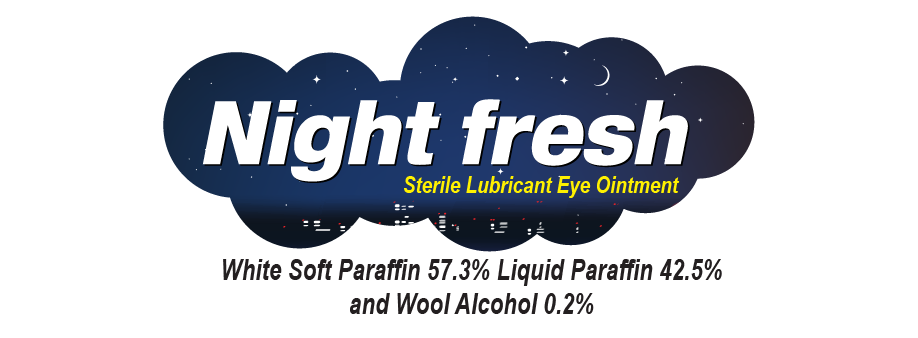 Night fresh
Sterile Lubricant Eye Ointment
White Soft Paraffin 57.3% Liquid Paraffin 42.5%
and Wool Alcohol 0.2%